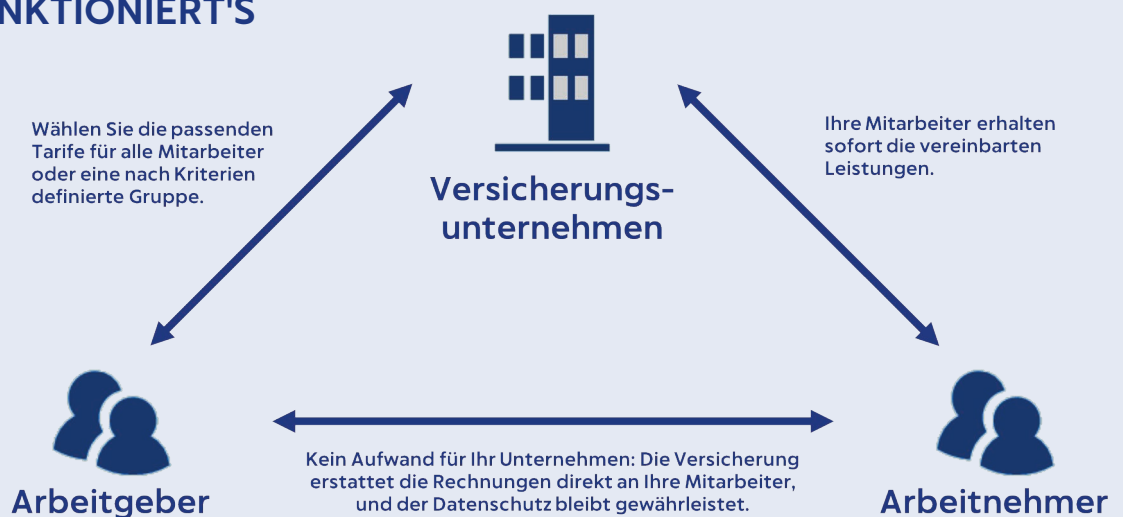 NKTIONIERT'S
Wählen Sie die passenden
Tarife für alle Mitarbeiter
oder eine nach Kriterien
definierte Gruppe.
Versicherungs-
unternehmen
Ihre Mitarbeiter erhalten
sofort die vereinbarten
Leistungen.
Kein Aufwand für Ihr Unternehmen: Die Versicherung
erstattet die Rechnungen direkt an Ihre Mitarbeiter,
und der Datenschutz bleibt gewährleistet.
Arbeitgeber
Arbeitnehmer